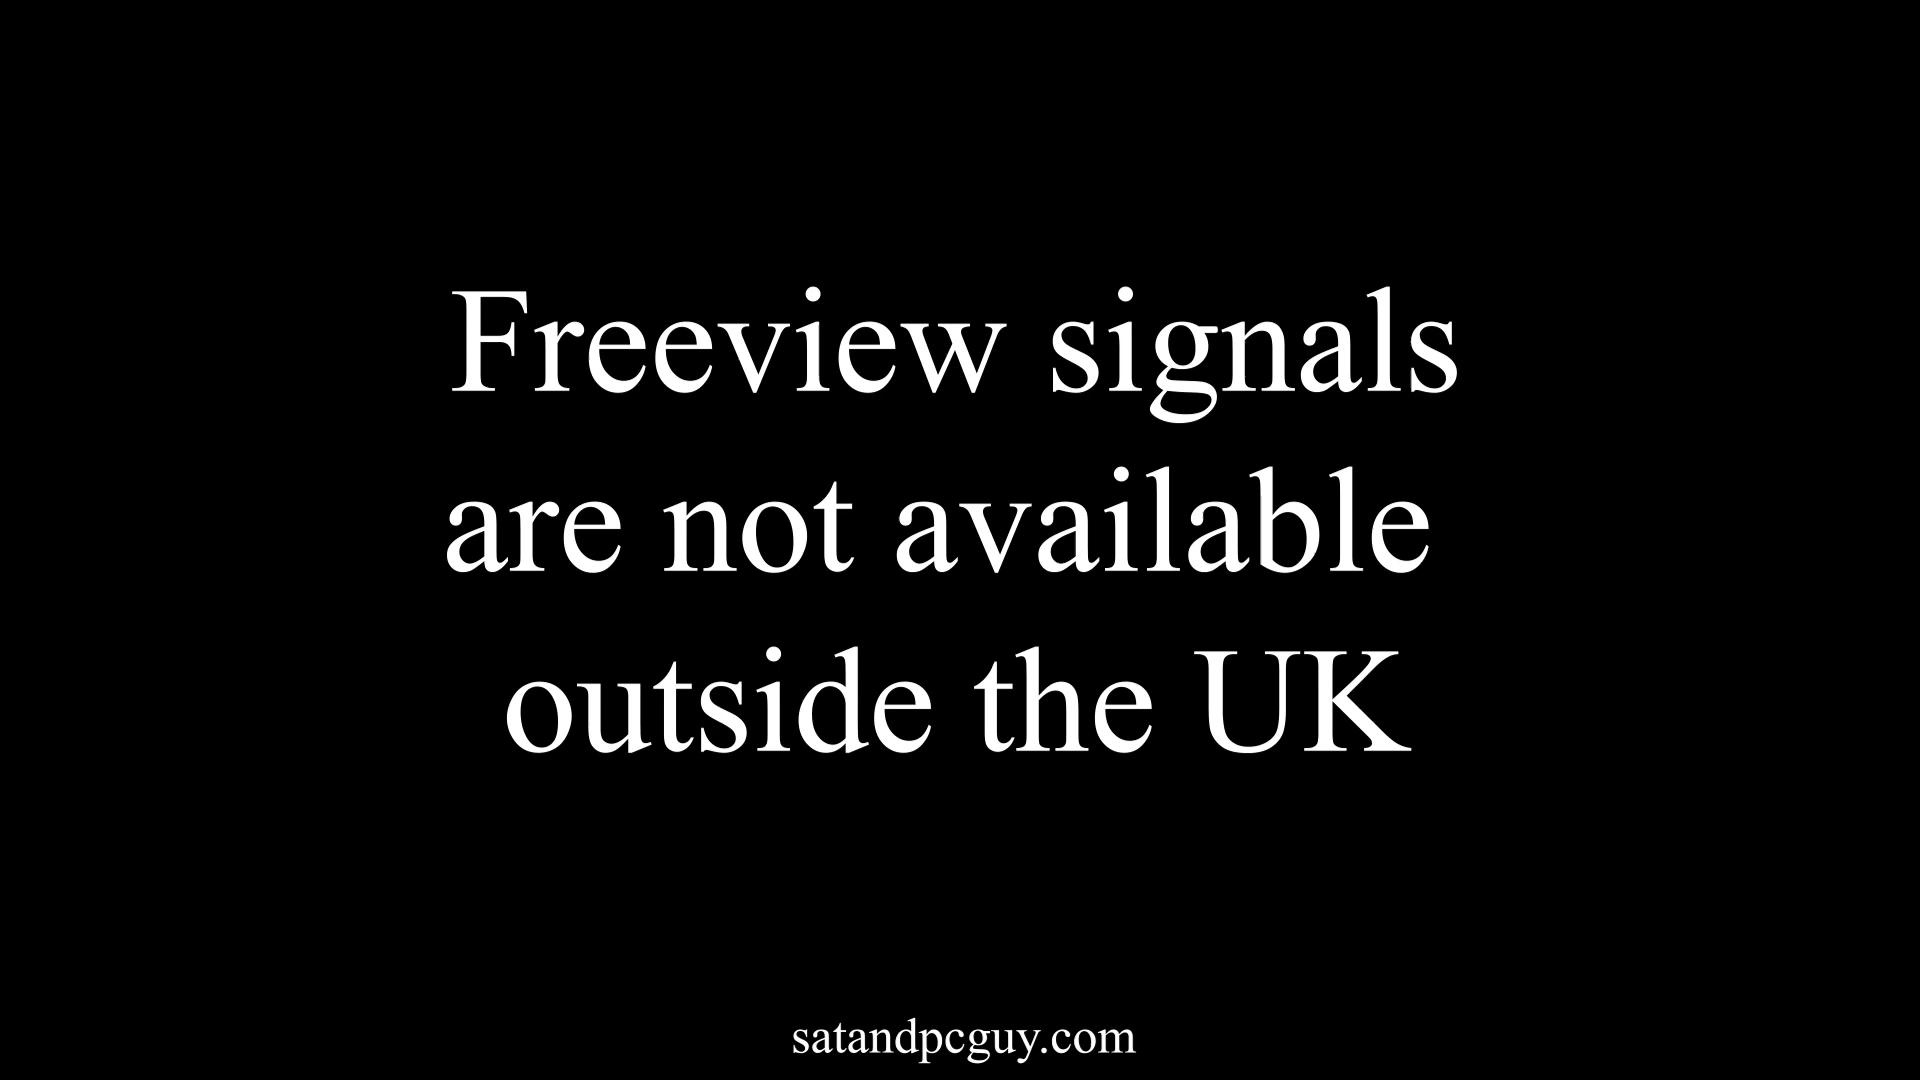 Freeview signals
are not available
outside the UK
satandpcguy.com